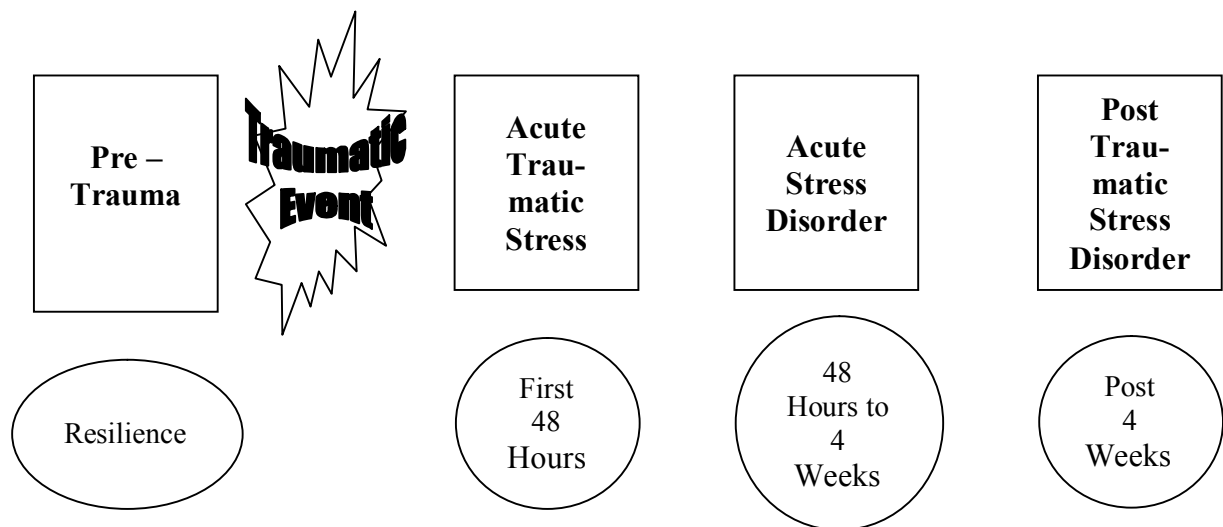 Pre –
Trauma
Traumatic
Event
Acute
Trau-
matic
Stress
Acute
Stress
Disorder
Post
Trau-
matic
Stress
Disorder
Resilience
First
48
Hours
48
Hours to
4
Weeks
Post
4
Weeks